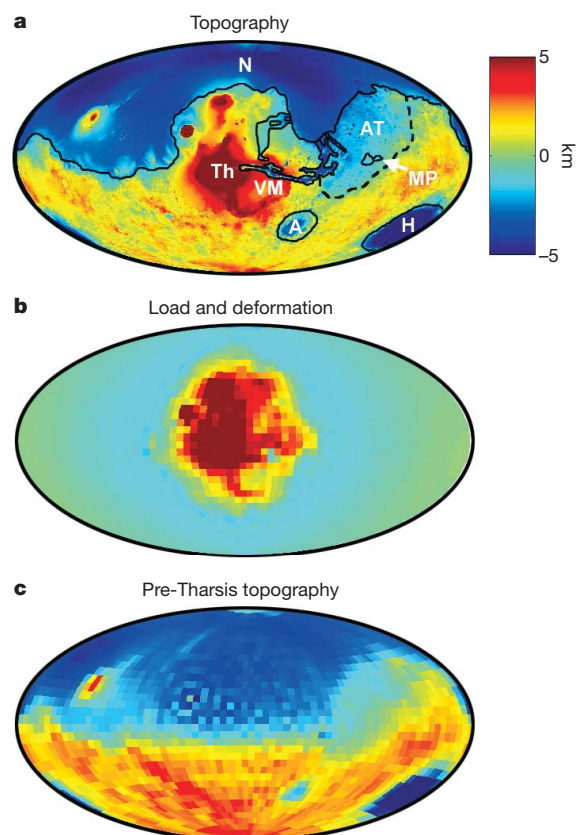 a
Topography
N
AT
Th
VM
MP
A
H
5
0
–5
km
b
Load and deformation
c
Pre-Tharsis topography